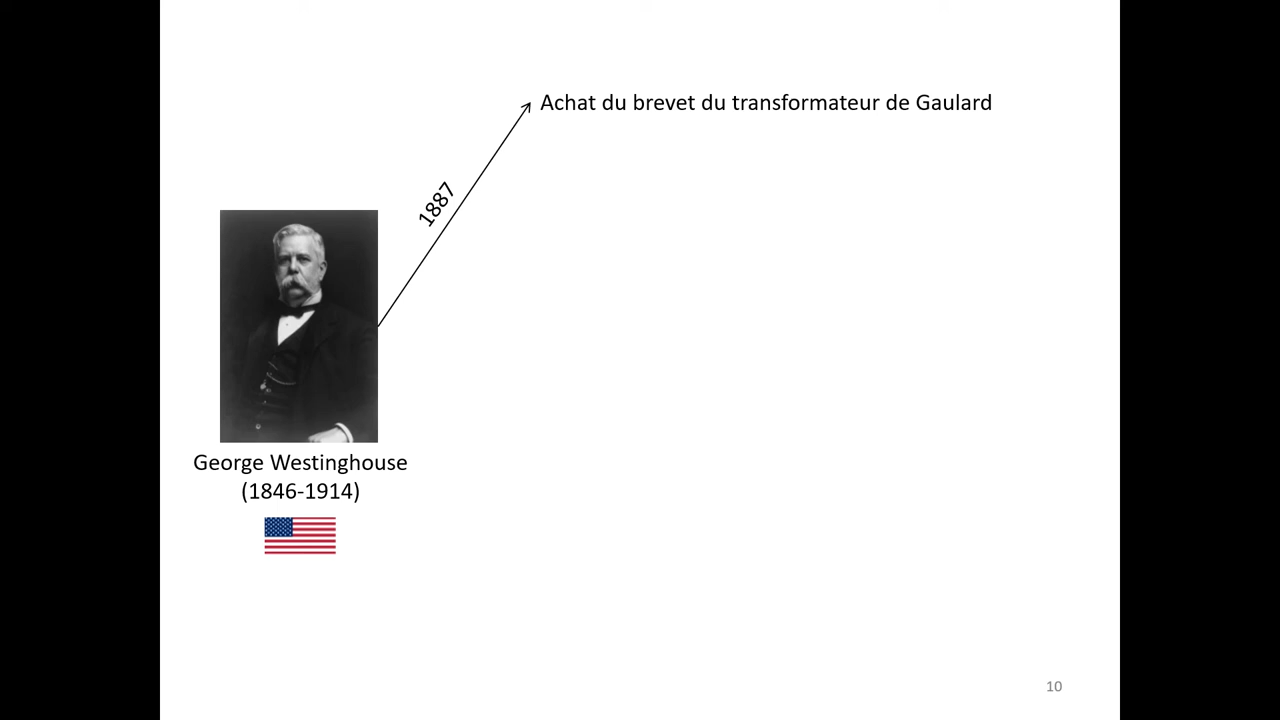 Achat du brevet du transformateur de Gaulard
1887
George Westinghouse
(1846-1914)
10